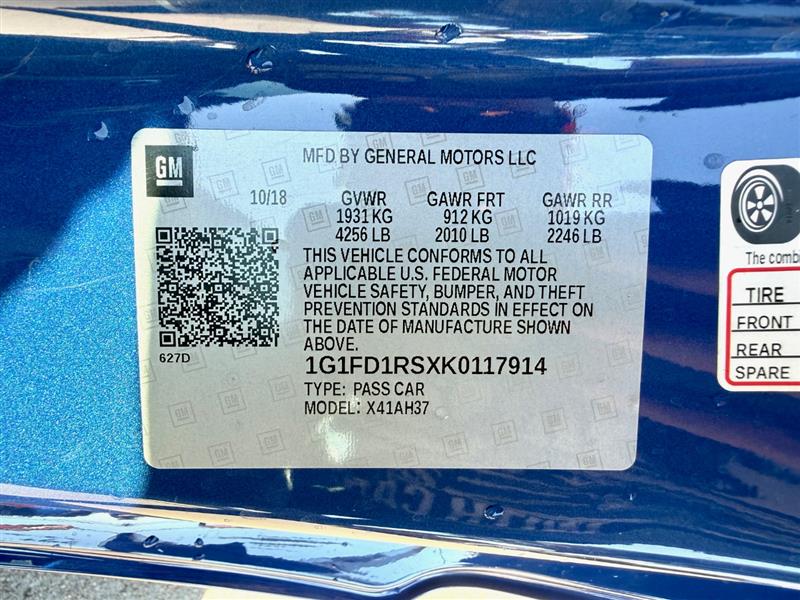 GM
MFD BY GENERAL MOTORS LLC
10/18
GVWR GAWR FRT GAWR RR
1931 KG 912 KG 1019 KG
4256 LB 2010 LB 2246 LB
THIS VEHICLE CONFORMS TO ALL
APPLICABLE U.S. FEDERAL MOTOR
VEHICLE SAFETY, BUMPER, AND THEFT
PREVENTION STANDARDS IN EFFECT ON
THE DATE OF MANUFACTURE SHOWN
ABOVE.
627D
1G1FD1RSXK0117914
TYPE: PASS CAR
MODEL: X41AH37
The combi
TIRE
FRONT
REAR
SPARE